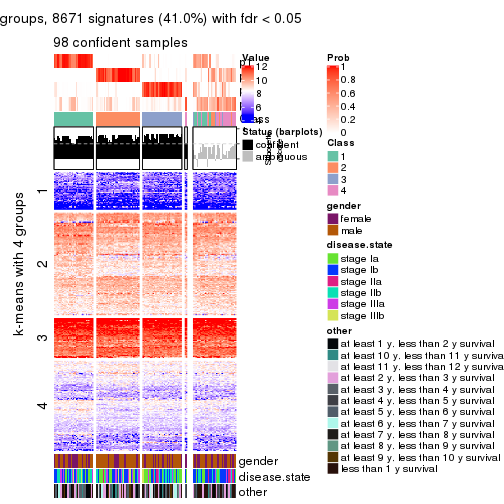 groups, 8671 signatures (41.0%) with fdr < 0.05
98 confident samples
Value
12
10
8
6
Status (barplots)
confident
ambiguous
Prob
1
0.8
0.6
0.4
0.2
0
Class
1
2
3
4
gender
female
male
disease.state
stage Ia
stage Ib
stage IIa
stage IIb
stage IIIa
stage IIIb
other
at least 1 y. less than 2 y survival
at least 10 y. less than 11 y surviva
at least 11 y. less than 12 y surviva
at least 2 y. less than 3 y survival
at least 3 y. less than 4 y survival
at least 4 y. less than 5 y survival
at least 5 y. less than 6 y survival
at least 6 y. less than 7 y survival
at least 7 y. less than 8 y survival
at least 8 y. less than 9 y survival
at least 9 y. less than 10 y survival
less than 1 y survival
k-means with 4 groups
1
2
3
4
gender
disease.state
other